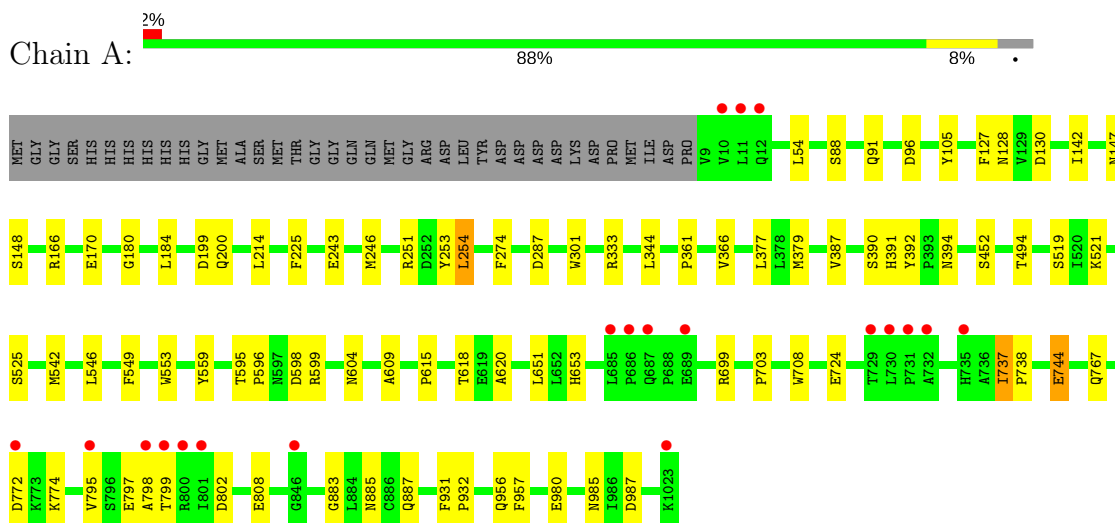 2%
Chain A:
88% 8% •
MET GLY GLY SER HIS HIS HIS HIS HIS HIS GLY MET ALA SER MET THR GLY GLY GLN GLN MET GLY ARG ASP LEU TYR ASP ASP ASP ASP LYS ASP PRO MET ILE ASP PRO V9 V10 L11 Q12 L54 S88 Q91 D96 Y105 F127 N128 V129 D130 I142 N147
S148 R166 E170 G180 L184 D199 Q200 L214 F225 E243 M246 R251 D252 Y253 L254 F274 D287 W301 R333 L344 P361 V366 L377 L378 M379 V387 S390 H391 Y392 P393 N394 S452 T494 S519 I520 K521
S525 M542 L546 F549 W553 Y559 T595 P596 N597 D598 R599 N604 A609 P615 T618 E619 A620 L651 L652 H653 L685 P686 Q687 P688 E689 R699 P703 W708 E724 T729 L730 P731 A732 H735 A736 I737 P738 E744 Q767
D772 K773 K774 V795 S796 E797 A798 T799 R800 I801 D802 E808 G846 G883 L884 N885 C886 Q887 F931 P932 Q956 F957 E980 N985 I986 D987 K1023